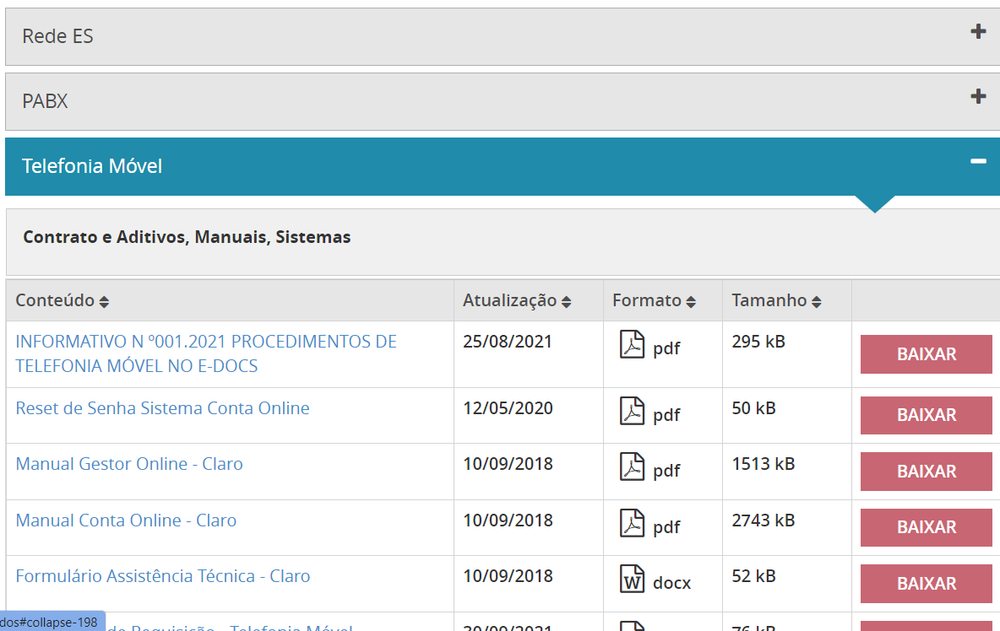 Rede ES
PABX
Telefonia Móvel
Contrato e Aditivos, Manuais, Sistemas
Conteúdo Atualização Formato Tamanho
INFORMATIVO N º001.2021 PROCEDIMENTOS DE 25/08/2021 pdf 295 kB BAIXAR
TELEFONIA MÓVEL NO E-DOCS
Reset de Senha Sistema Conta Online 12/05/2020 pdf 50 kB BAIXAR
Manual Gestor Online - Claro 10/09/2018 pdf 1513 kB BAIXAR
Manual Conta Online - Claro 10/09/2018 pdf 2743 kB BAIXAR
Formulário Assistência Técnica - Claro 10/09/2018 W docx 52 kB BAIXAR
dos#collapse-198 de Requisição - Telefonia Móvel 30/09/2021 76 kB